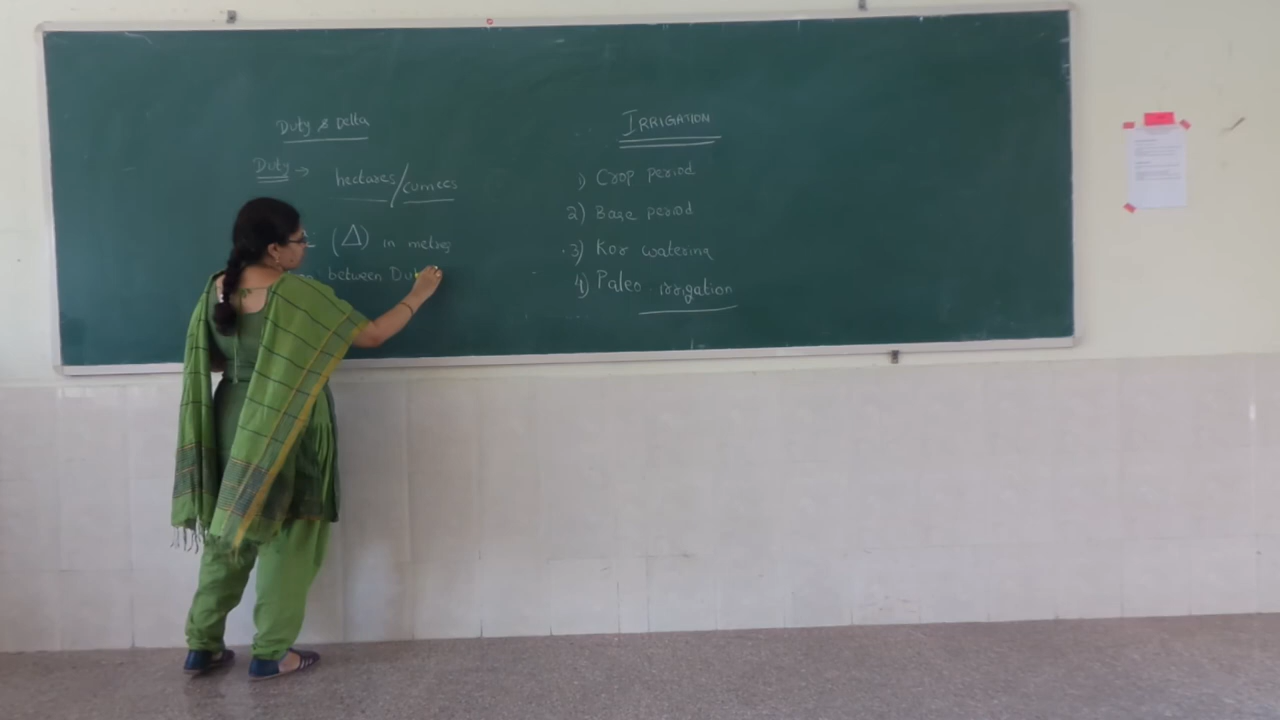 Duty & Delta
Duty → hectares/cumecs
(Δ) in metres
between Dut
IRRIGATION
1) Crop period
2) Base period
3) Kor watering
4) Paleo irrigation